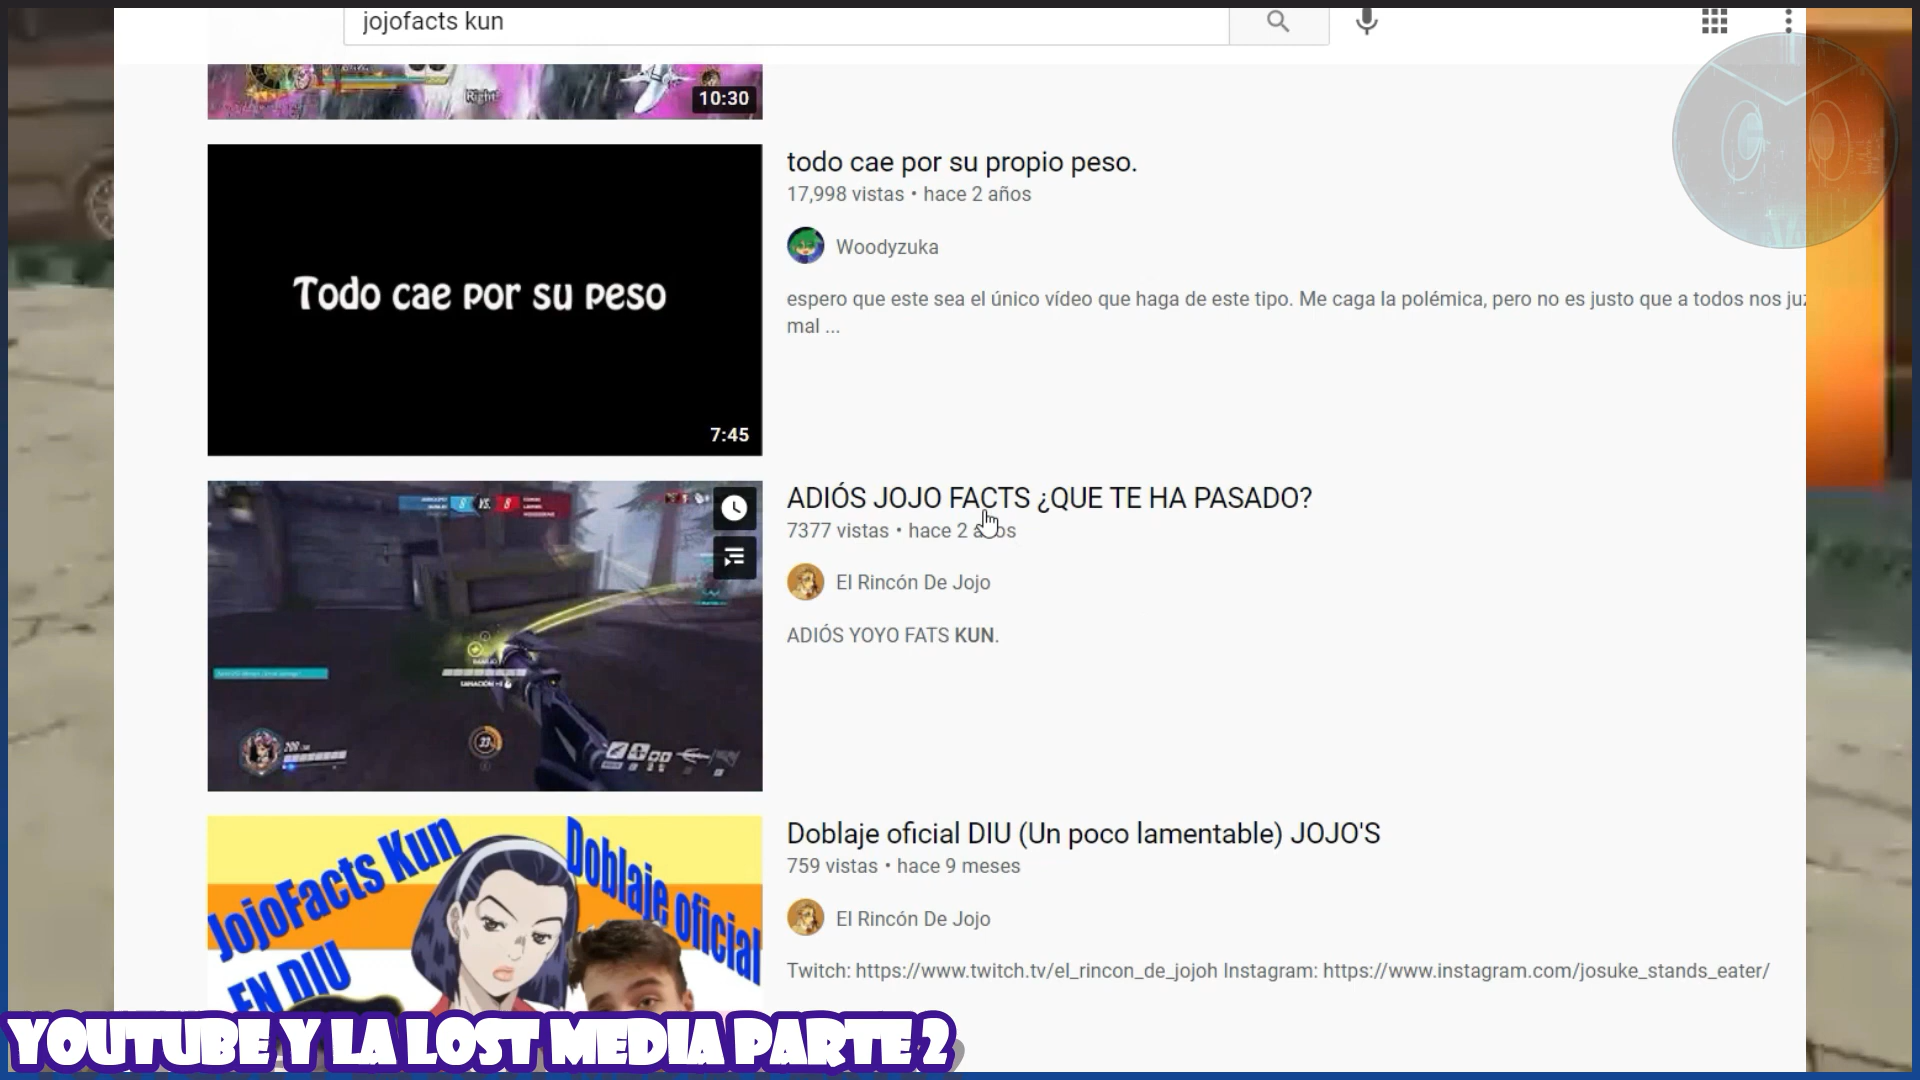 jojofacts kun
Right*
10:30
todo cae por su propio peso.
17,998 vistas • hace 2 años
Woodyzuka
espero que este sea el único vídeo que haga de este tipo. Me caga la polémica, pero no es justo que a todos nos
mal ...
Todo cae por su peso
7:45
VS.
ADIÓS JOJO FACTS ¿QUE TE HA PASADO?
7377 vistas • hace 2
El Rincón De Jojo
ADIÓS YOYO FATS KUN.
33
JojoFacts Kun
EN DIU
Doblaje oficial
Doblaje oficial DIU (Un poco lamentable) JOJO'S
759 vistas • hace 9 meses
El Rincón De Jojo
Twitch: https://www.twitch.tv/el_rincon_de_jojoh Instagram: https://www.instagram.com/josuke_stands_eater/
YOUTUBE Y LA LOST MEDIA PARTE 2